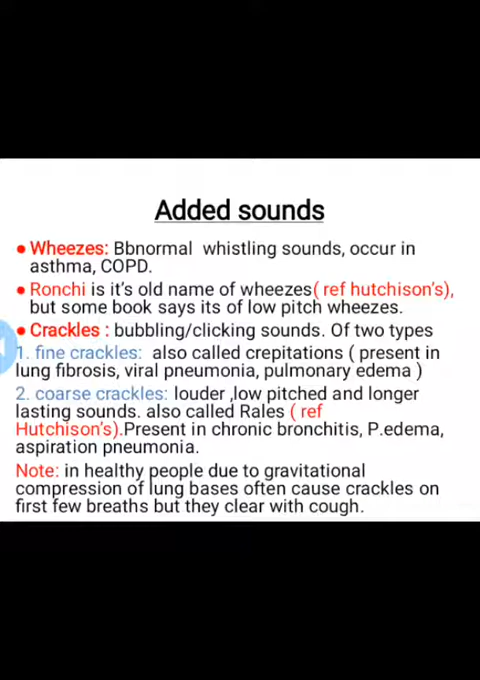 Added sounds
● Wheezes: Bbnormal whistling sounds, occur in
asthma, COPD.
● Ronchi is it's old name of wheezes( ref hutchison's),
but some book says its of low pitch wheezes.
● Crackles : bubbling/clicking sounds. Of two types
1. fine crackles: also called crepitations ( present in
lung fibrosis, viral pneumonia, pulmonary edema )
2. coarse crackles: louder ,low pitched and longer
lasting sounds. also called Rales ( ref
Hutchison's).Present in chronic bronchitis, P.edema,
aspiration pneumonia.
Note: in healthy people due to gravitational
compression of lung bases often cause crackles on
first few breaths but they clear with cough.